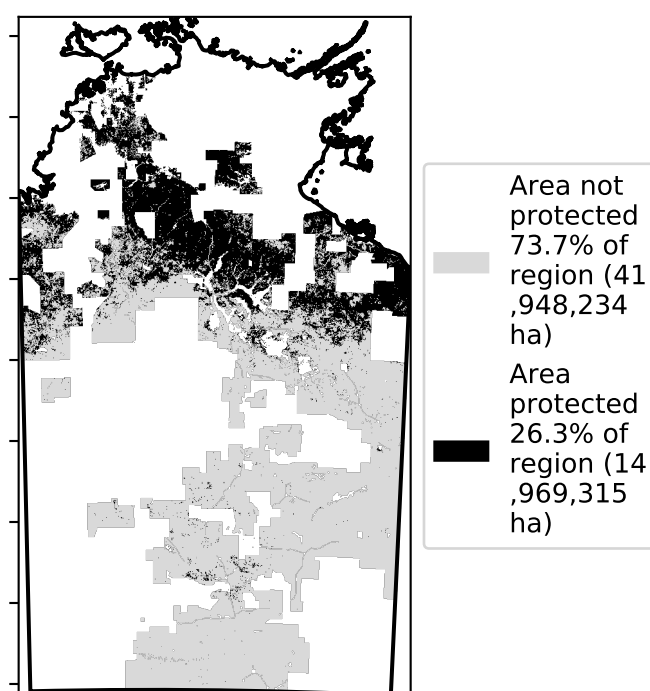 Area not
protected
73.7% of
region (41
,948,234
ha)
Area
protected
26.3% of
region (14
,969,315
ha)